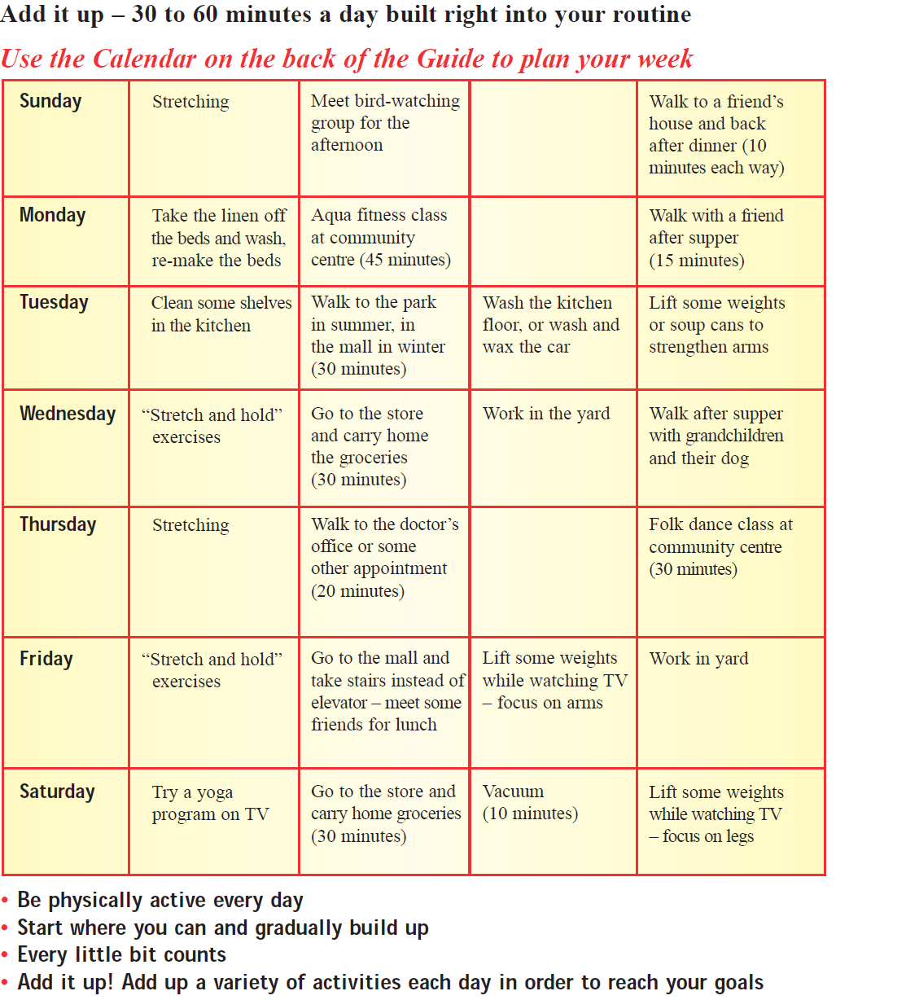 Add it up – 30 to 60 minutes a day built right into your routine
Use the Calendar on the back of the Guide to plan your week
Sunday
Stretching
Meet bird-watching
group for the
afternoon
Walk to a friend’s
house and back
after dinner (10
minutes each way)
Monday
Take the linen off
the beds and wash,
re-make the beds
Aqua fitness class
at community
centre (45 minutes)
Walk with a friend
after supper
(15 minutes)
Tuesday
Clean some shelves
in the kitchen
Walk to the park
in summer, in
the mall in winter
(30 minutes)
Wash the kitchen
floor, or wash and
wax the car
Lift some weights
or soup cans to
strengthen arms
Wednesday
“Stretch and hold”
exercises
Go to the store
and carry home
the groceries
(30 minutes)
Work in the yard
Walk after supper
with grandchildren
and their dog
Thursday
Stretching
Walk to the doctor’s
office or some
other appointment
(20 minutes)
Folk dance class at
community centre
(30 minutes)
Friday
“Stretch and hold”
exercises
Go to the mall and
take stairs instead of
elevator – meet some
friends for lunch
Lift some weights
while watching TV
– focus on arms
Work in yard
Saturday
Try a yoga
program on TV
Go to the store and
carry home groceries
(30 minutes)
Vacuum
(10 minutes)
Lift some weights
while watching TV
– focus on legs
• Be physically active every day
• Start where you can and gradually build up
• Every little bit counts
• Add it up! Add up a variety of activities each day in order to reach your goals